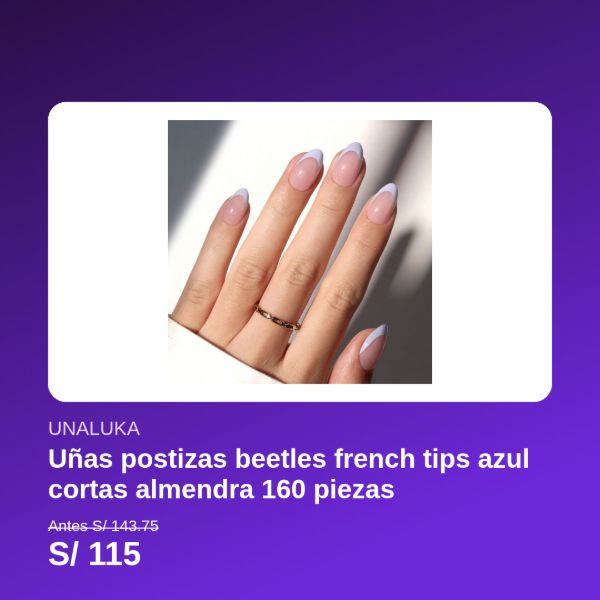 UNALUKA
Uñas postizas beetles french tips azul
cortas almendra 160 piezas
Antes S/ 143.75
S/ 115